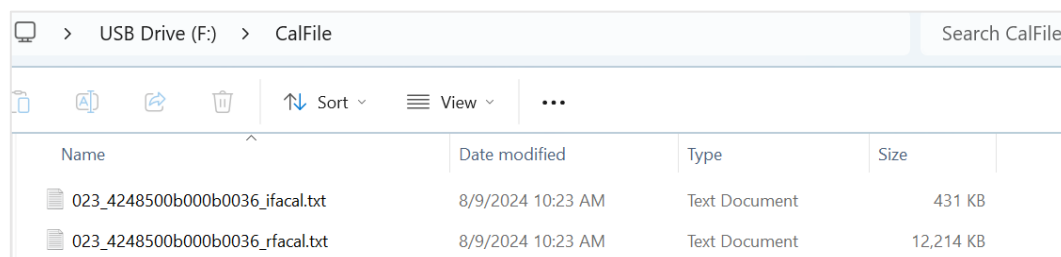 USB Drive (F:) > CalFile Search CalFile
Sort View
Name Date modified Type Size
023_4248500b000b0036_ifacal.txt 8/9/2024 10:23 AM Text Document 431 KB
023_4248500b000b0036_rfacal.txt 8/9/2024 10:23 AM Text Document 12,214 KB